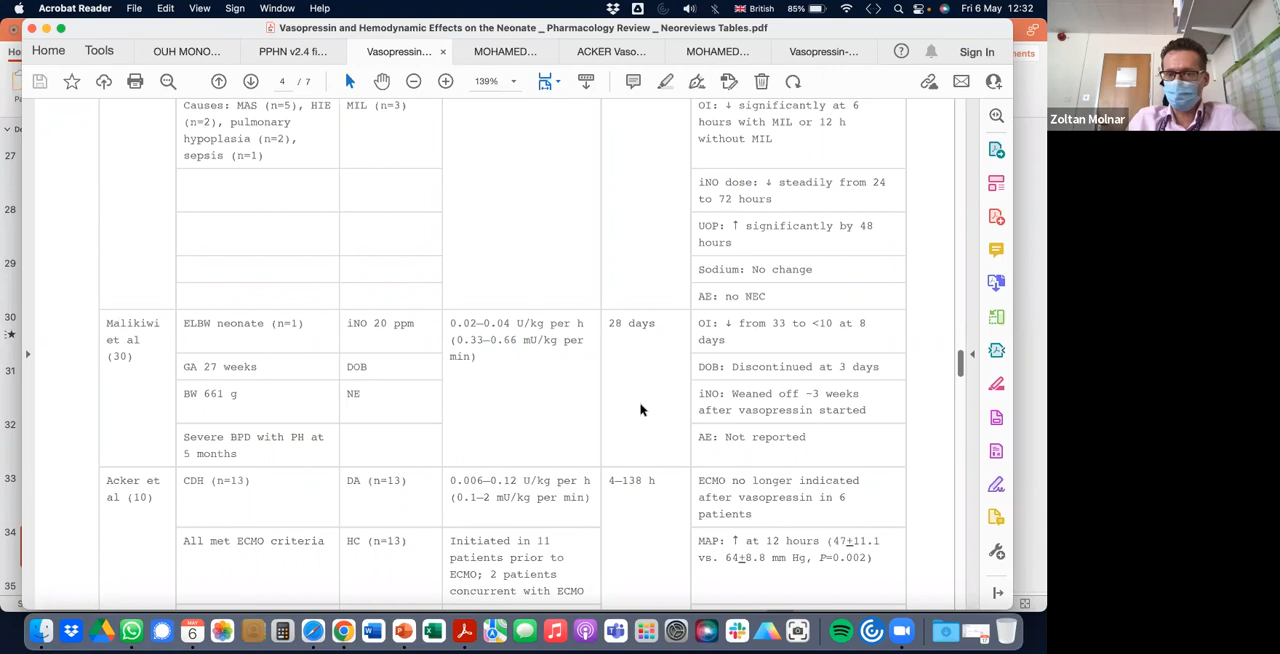 Acrobat Reader File Edit View Sign Window Help British 85% Fri 6 May 12:32
Vasopressin and Hemodynamic Effects on the Neonate _ Pharmacology Review _ Neoreviews Tables.pdf
Home Tools OUH MONO... PPHN v2.4 fi... Vasopressin... × MOHAMED... ACKER Vaso... MOHAMED... Vasopressin-... Sign In
4 / 7 139%
Zoltan Molnar
Causes: MAS (n=5), HIE
(n=2), pulmonary
hypoplasia (n=2),
sepsis (n=1)
MIL (n=3)
OI: ↓ significantly at 6
hours with MIL or 12 h
without MIL
iNO dose: ↓ steadily from 24
to 72 hours
UOP: ↑ significantly by 48
hours
Sodium: No change
AE: no NEC
Malikiwi
et al
(30)
ELBW neonate (n=1)
iNO 20 ppm
0.02–0.04 U/kg per h
(0.33–0.66 mU/kg per
min)
28 days
OI: ↓ from 33 to <10 at 8
days
GA 27 weeks
DOB
DOB: Discontinued at 3 days
BW 661 g
NE
iNO: Weaned off ~3 weeks
after vasopressin started
Severe BPD with PH at
5 months
AE: Not reported
Acker et
al (10)
CDH (n=13)
DA (n=13)
0.006–0.12 U/kg per h
(0.1–2 mU/kg per min)
4–138 h
ECMO no longer indicated
after vasopressin in 6
patients
All met ECMO criteria
HC (n=13)
Initiated in 11
patients prior to
ECMO; 2 patients
concurrent with ECMO
MAP: ↑ at 12 hours (47±11.1
vs. 64±8.8 mm Hg, P=0.002)
27
28
29
30
31
32
33
34
35
MAY
6
17